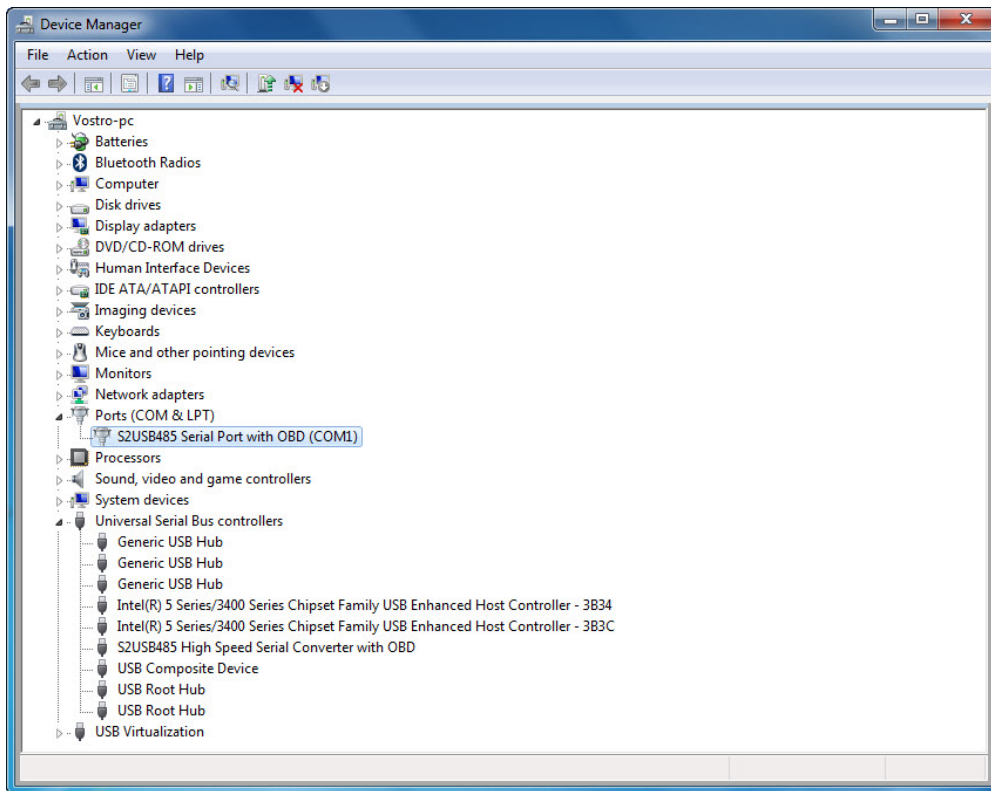 Device Manager
File Action View Help
Vostro-pc
Batteries
Bluetooth Radios
Computer
Disk drives
Display adapters
DVD/CD-ROM drives
Human Interface Devices
IDE ATA/ATAPI controllers
Imaging devices
Keyboards
Mice and other pointing devices
Monitors
Network adapters
Ports (COM & LPT)
S2USB485 Serial Port with OBD (COM1)
Processors
Sound, video and game controllers
System devices
Universal Serial Bus controllers
Generic USB Hub
Generic USB Hub
Generic USB Hub
Intel(R) 5 Series/3400 Series Chipset Family USB Enhanced Host Controller - 3B34
Intel(R) 5 Series/3400 Series Chipset Family USB Enhanced Host Controller - 3B3C
S2USB485 High Speed Serial Converter with OBD
USB Composite Device
USB Root Hub
USB Root Hub
USB Virtualization